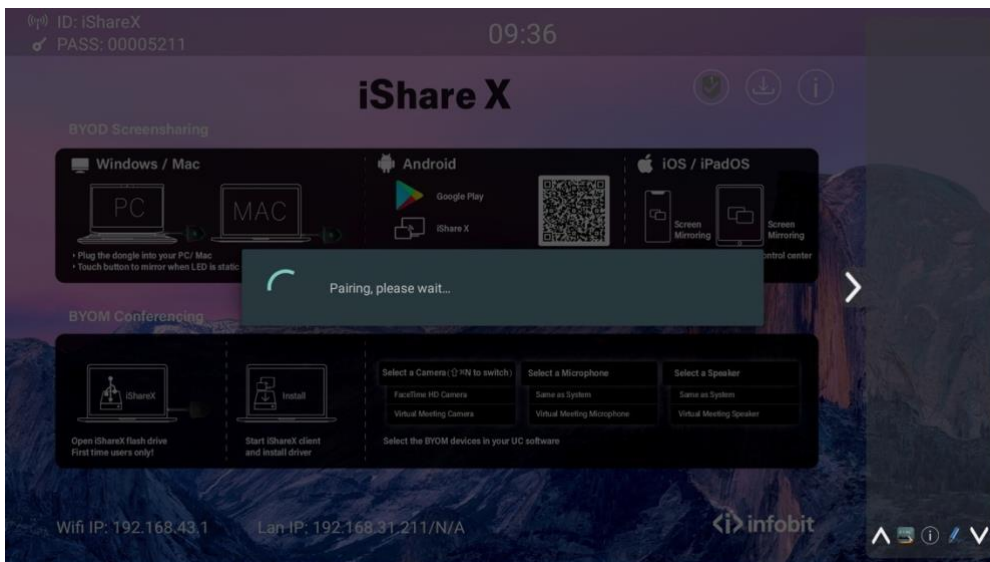 ID: iShareX
PASS: 00005211
09:36
iShare X
BYOD Screensharing
Windows / Mac
PC
MAC
• Plug the dongle into your PC/ Mac
• Touch button to mirror when LED is static
Android
Google Play
iShare X
iOS / iPadOS
Screen
Mirroring
Screen
Mirroring
control center
Pairing, please wait...
BYOM Conferencing
iShareX
Open iShareX flash drive
First time users only!
Install
Start iShareX client
and install driver
Select a Camera(⇧⌘N to switch)
FaceTime HD Camera
Virtual Meeting Camera
Select a Microphone
Same as System
Virtual Meeting Microphone
Select a Speaker
Same as System
Virtual Meeting Speaker
Select the BYOM devices in your UC software
Wifi IP: 192.168.43.1
Lan IP: 192.168.31.211/N/A
<i> infobit